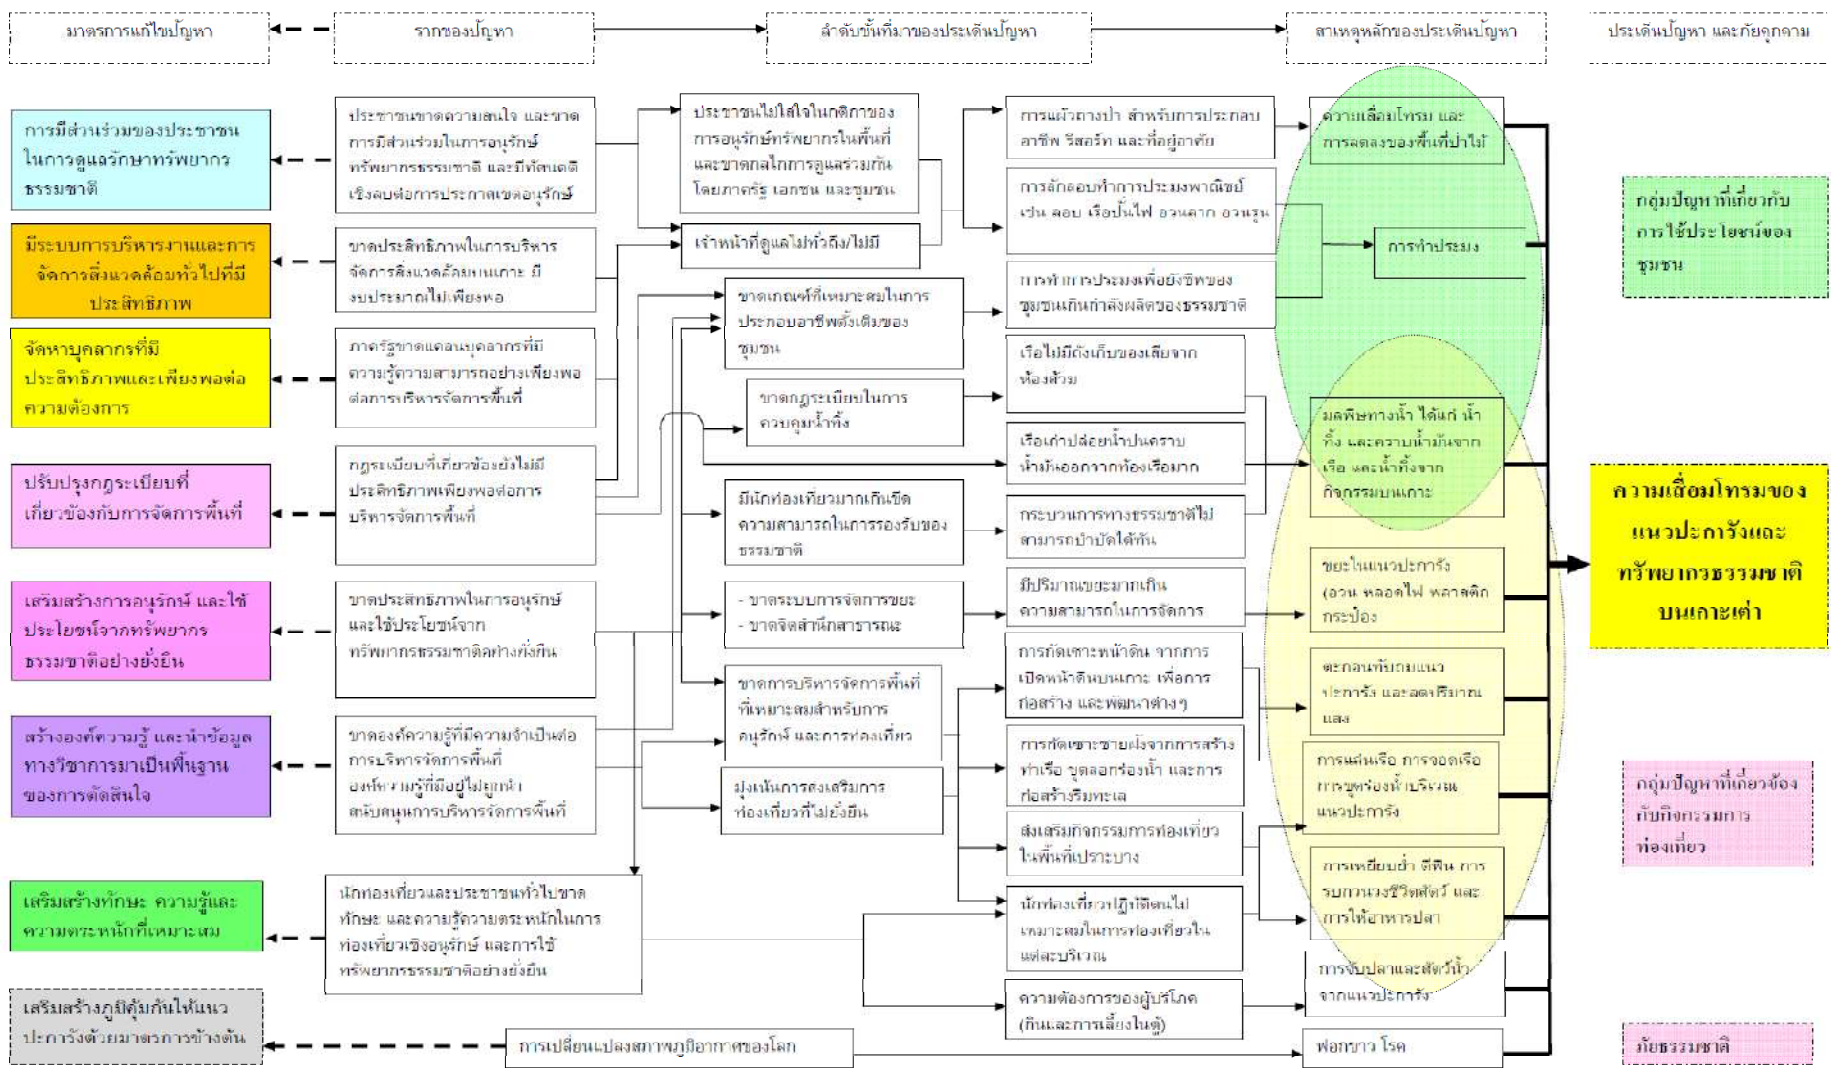 มาตรการแก้ไขปัญหา
รากของปัญหา
ลำดับขั้นที่มาของประเด็นปัญหา
สาเหตุหลักของประเด็นปัญหา
ประเด็นปัญหา และภัยคุกคาม
การมีส่วนร่วมของประชาชน
ในการดูแลรักษาทรัพยากร
ธรรมชาติ
มีระบบการบริหารงานและการ
จัดการสิ่งแวดล้อมทั่วไปที่มี
ประสิทธิภาพ
จัดหาบุคลากรที่มี
ประสิทธิภาพและเพียงพอต่อ
ความต้องการ
ปรับปรุงกฎระเบียบที่
เกี่ยวข้องกับการจัดการพื้นที่
เสริมสร้างการอนุรักษ์ และใช้
ประโยชน์จากทรัพยากร
ธรรมชาติอย่างยั่งยืน
สร้างองค์ความรู้ และนำข้อมูล
ทางวิชาการมาเป็นพื้นฐาน
ของการตัดสินใจ
เสริมสร้างทักษะ ความรู้และ
ความตระหนักที่เหมาะสม
เสริมสร้างภูมิคุ้มกันให้แนว
ปะการังด้วยมาตรการข้างต้น
ประชาชนขาดความสนใจ และขาด
การมีส่วนร่วมในการอนุรักษ์
ทรัพยากรธรรมชาติ และมีทัศนคติ
เชิงลบต่อการประกาศเขตอนุรักษ์
ขาดประสิทธิภาพในการบริหาร
จัดการสิ่งแวดล้อมบนเกาะ มี
งบประมาณไม่เพียงพอ
ภาครัฐขาดแคลนบุคลากรที่มี
ความรู้ความสามารถอย่างเพียงพอ
ต่อการบริหารจัดการพื้นที่
กฎระเบียบที่เกี่ยวข้องยังไม่มี
ประสิทธิภาพเพียงพอต่อการ
บริหารจัดการพื้นที่
ขาดประสิทธิภาพในการอนุรักษ์
และใช้ประโยชน์จาก
ทรัพยากรธรรมชาติอย่างยั่งยืน
ขาดองค์ความรู้ที่มีความจำเป็นต่อ
การบริหารจัดการพื้นที่
องค์ความรู้ที่มีอยู่ไม่ถูกนำ
สนับสนุนการบริหารจัดการพื้นที่
นักท่องเที่ยวและประชาชนทั่วไปขาด
ทักษะ และความรู้ความตระหนักในการ
ท่องเที่ยวเชิงอนุรักษ์ และการใช้
ทรัพยากรธรรมชาติอย่างยั่งยืน
การเปลี่ยนแปลงสภาพภูมิอากาศของโลก
ประชาชนไม่ใส่ใจในกติกาของ
การอนุรักษ์ทรัพยากรในพื้นที่
และขาดกลไกการดูแลร่วมกัน
โดยภาครัฐ เอกชน และชุมชน
เจ้าหน้าที่ดูแลไม่ทั่วถึง/ไม่มี
ขาดเกณฑ์ที่เหมาะสมในการ
ประกอบอาชีพดั้งเดิมของ
ชุมชน
ขาดกฎระเบียบในการ
ควบคุมน้ำทิ้ง
มีนักท่องเที่ยวมากเกินขีด
ความสามารถในการรองรับของ
ธรรมชาติ
- ขาดระบบการจัดการขยะ
- ขาดจิตสำนึกสาธารณะ
ขาดการบริหารจัดการพื้นที่
ที่เหมาะสมสำหรับการ
อนุรักษ์ และการท่องเที่ยว
มุ่งเน้นการส่งเสริมการ
ท่องเที่ยวที่ไม่ยั่งยืน
การแผ้วถางป่า สำหรับการประกอบ
อาชีพ รีสอร์ท และที่อยู่อาศัย
การลักลอบทำการประมงพาณิชย์
เช่น ลอบ เรือปั่นไฟ อวนลาก อวนรุน
การทำการประมงเพื่อยังชีพของ
ชุมชนเกินกำลังผลิตของธรรมชาติ
เรือไม่มีถังเก็บของเสียจาก
ห้องส้วม
เรือเก่าปล่อยน้ำปนคราบ
น้ำมันออกจากท้องเรือมาก
กระบวนการทางธรรมชาติไม่
สามารถบำบัดได้ทัน
มีปริมาณขยะมากเกิน
ความสามารถในการจัดการ
การกัดเซาะหน้าดิน จากการ
เปิดหน้าดินบนเกาะ เพื่อการ
ก่อสร้าง และพัฒนาต่างๆ
การกัดเซาะชายฝั่งจากการสร้าง
ท่าเรือ ขุดลอกร่องน้ำ และการ
ก่อสร้างริมทะเล
ส่งเสริมกิจกรรมการท่องเที่ยว
ในพื้นที่เปราะบาง
นักท่องเที่ยวปฏิบัติตนไม่
เหมาะสมในการท่องเที่ยวใน
แต่ละบริเวณ
ความต้องการของผู้บริโภค
(กินและการเลี้ยงในตู้)
ความเสื่อมโทรม และ
การลดลงของพื้นที่ป่าไม้
การทำประมง
มลพิษทางน้ำ ได้แก่ น้ำ
ทิ้ง และคราบน้ำมันจาก
เรือ และน้ำทิ้งจาก
กิจกรรมบนเกาะ
ขยะในแนวปะการัง
(อวน หลอดไฟ พลาสติก
กระป๋อง
ตะกอนทับถมแนว
ปะการัง และลดปริมาณ
แสง
การแล่นเรือ การจอดเรือ
การขุดร่องน้ำบริเวณ
แนวปะการัง
การเหยียบย่ำ ตีฟิน การ
รบกวนวงชีวิตสัตว์ และ
การให้อาหารปลา
การจับปลาและสัตว์น้ำ
จากแนวปะการัง
ฟอกขาว โรค
กลุ่มปัญหาที่เกี่ยวกับ
การใช้ประโยชน์ของ
ชุมชน
ความเสื่อมโทรมของ
แนวปะการังและ
ทรัพยากรธรรมชาติ
บนเกาะเต่า
กลุ่มปัญหาที่เกี่ยวข้อง
กับกิจกรรมการ
ท่องเที่ยว
ภัยธรรมชาติ